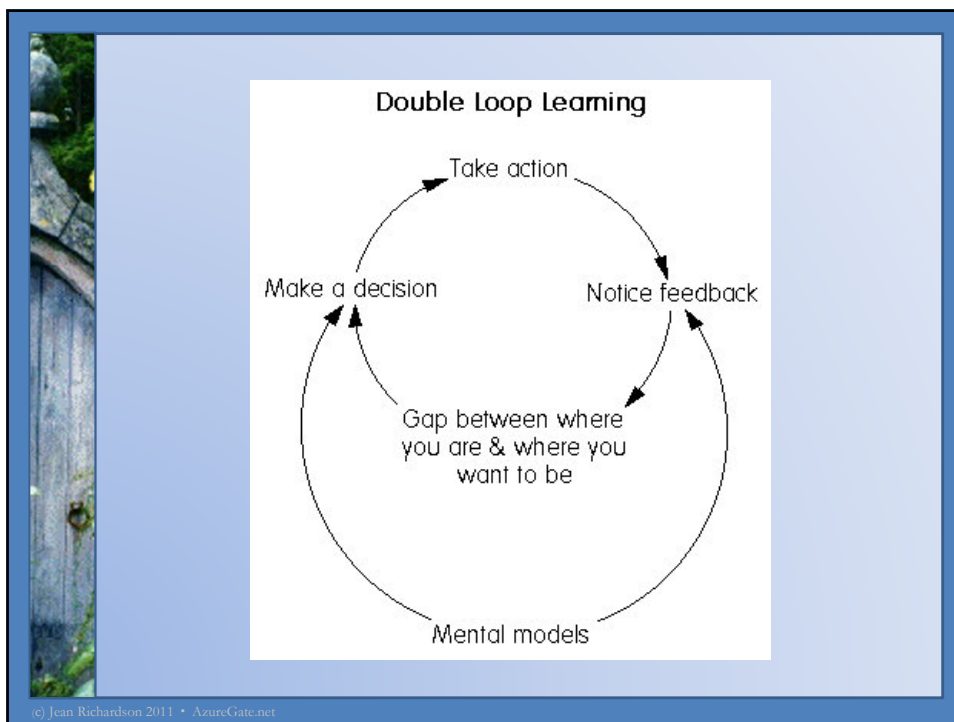 Double Loop Learning
Take action
Make a decision
Notice feedback
Gap between where
you are & where you
want to be
Mental models
(c) Jean Richardson 2011 • AzureGate.net